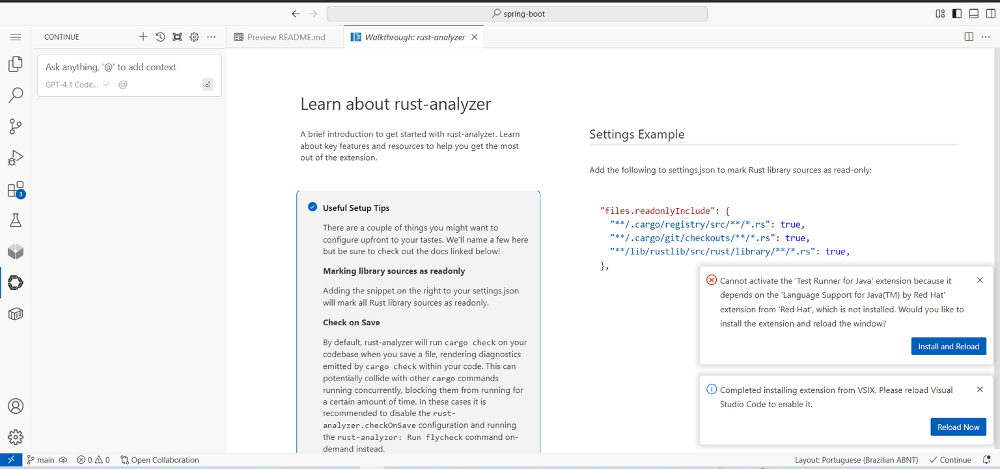 spring-boot
CONTINUE
Preview README.md
Walkthrough: rust-analyzer
Ask anything, '@' to add context
GPT-4.1 Code...
@
3
Learn about rust-analyzer
A brief introduction to get started with rust-analyzer. Learn
about key features and resources to help you get the most
out of the extension.
Useful Setup Tips
There are a couple of things you might want to
configure upfront to your tastes. We'll name a few here
but be sure to check out the docs linked below!
Marking library sources as readonly
Adding the snippet on the right to your settings.json
will mark all Rust library sources as readonly.
Check on Save
By default, rust-analyzer will run cargo check on your
codebase when you save a file, rendering diagnostics
emitted by cargo check within your code. This can
potentially collide with other cargo commands
running concurrently, blocking them from running for
a certain amount of time. In these cases it is
recommended to disable the rust-
analyzer.checkOnSave configuration and running
the rust-analyzer: Run flycheck command on-
demand instead.
Settings Example
Add the following to settings.json to mark Rust library sources as read-only:
"files.readonlyInclude": {
"**/.cargo/registry/src/**/*.rs": true,
"**/.cargo/git/checkouts/**/*.rs": true,
"**/lib/rustlib/src/rust/library/**/*.rs": true,
},
Cannot activate the 'Test Runner for Java' extension because it
depends on the 'Language Support for Java(TM) by Red Hat'
extension from 'Red Hat', which is not installed. Would you like to
install the extension and reload the window?
Install and Reload
Completed installing extension from VSIX. Please reload Visual
Studio Code to enable it.
Reload Now
main
0
0
Open Collaboration
Layout: Portuguese (Brazilian ABNT)
Continue